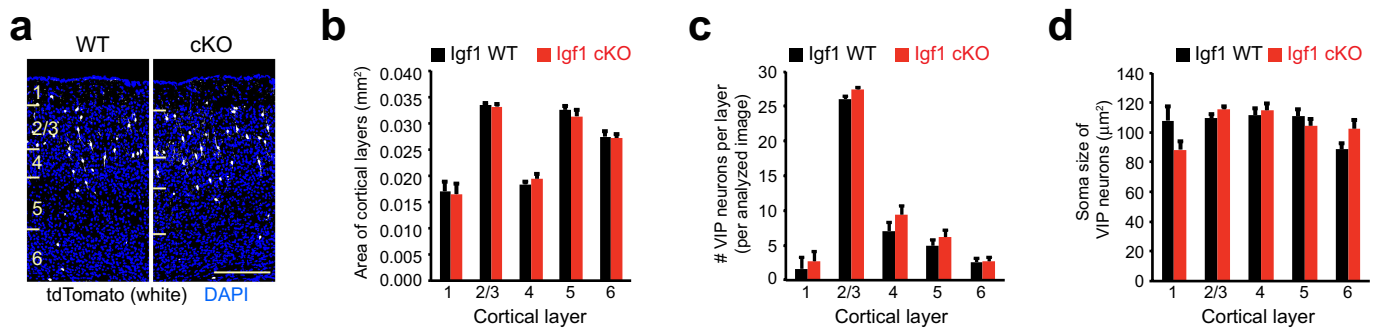 a
WT cKO
1
2/3
4
5
6
tdTomato (white) DAPI
b
Igf1 WT Igf1 cKO
Area of cortical layers (mm²)
0.040
0.035
0.030
0.025
0.020
0.015
0.010
0.005
0.000
1 2/3 4 5 6
Cortical layer
c
Igf1 WT Igf1 cKO
# VIP neurons per layer
(per analyzed image)
30
25
20
15
10
5
0
1 2/3 4 5 6
Cortical layer
d
Igf1 WT Igf1 cKO
Soma size of
VIP neurons (μm²)
140
120
100
80
60
40
20
0
1 2/3 4 5 6
Cortical layer